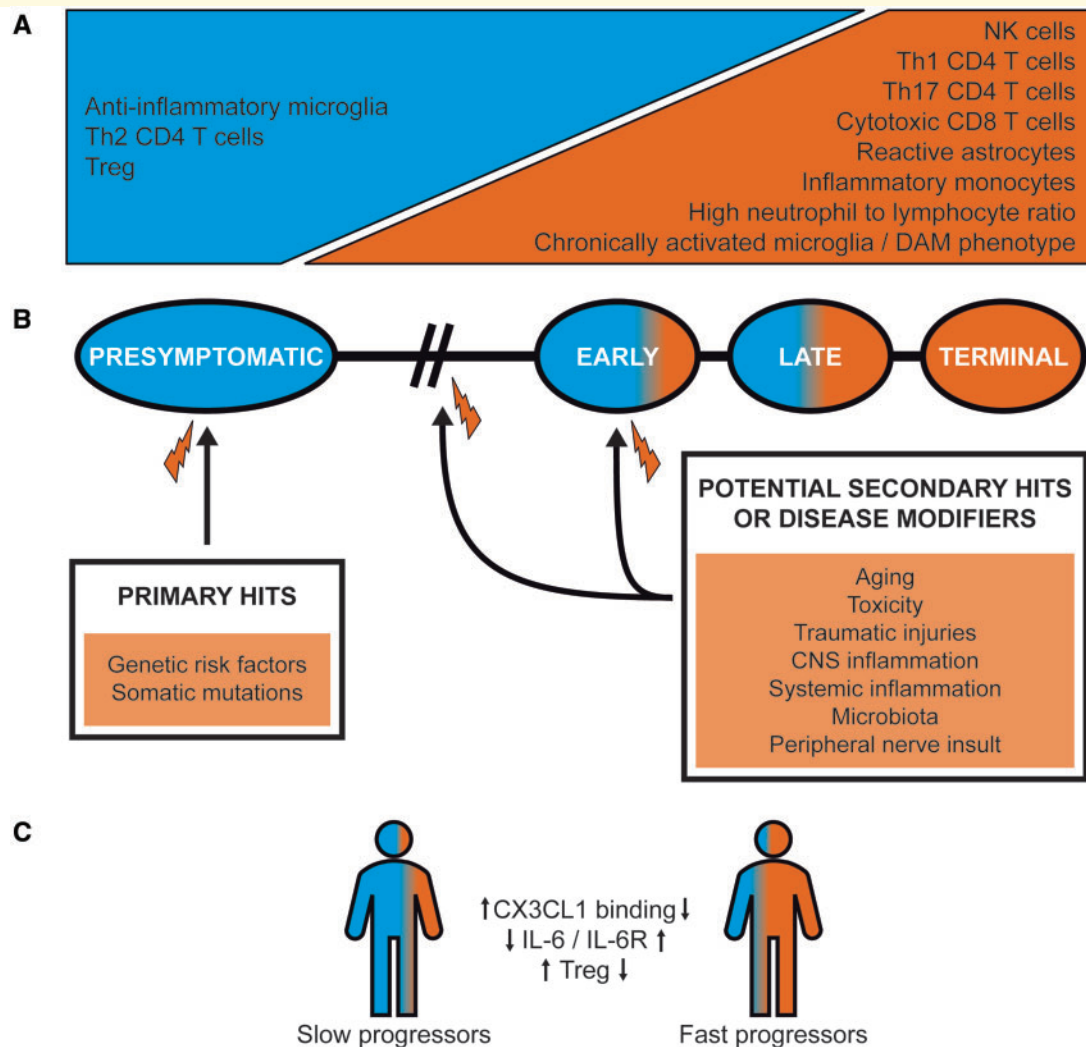 A
Anti-inflammatory microglia
Th2 CD4 T cells
Treg
NK cells
Th1 CD4 T cells
Th17 CD4 T cells
Cytotoxic CD8 T cells
Reactive astrocytes
Inflammatory monocytes
High neutrophil to lymphocyte ratio
Chronically activated microglia / DAM phenotype
B
PRESYMPTOMATIC
EARLY
LATE
TERMINAL
PRIMARY HITS
Genetic risk factors
Somatic mutations
POTENTIAL SECONDARY HITS
OR DISEASE MODIFIERS
Aging
Toxicity
Traumatic injuries
CNS inflammation
Systemic inflammation
Microbiota
Peripheral nerve insult
C
↑CX3CL1 binding↓
↓ IL-6 / IL-6R ↑
↑ Treg ↓
Slow progressors
Fast progressors